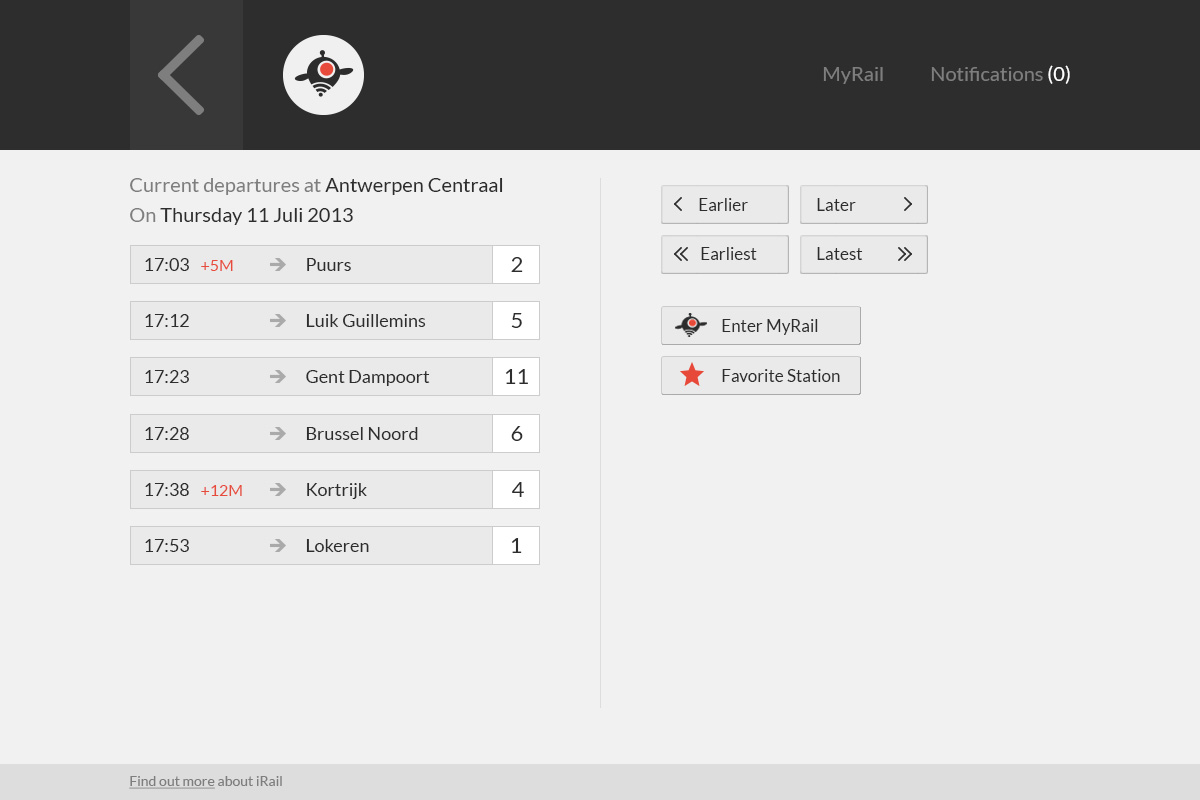 MyRail Notifications (0)
Current departures at Antwerpen Centraal
On Thursday 11 Juli 2013
17:03 +5M Puurs 2
17:12 Luik Guillemins 5
17:23 Gent Dampoort 11
17:28 Brussel Noord 6
17:38 +12M Kortrijk 4
17:53 Lokeren 1
Earlier Later
Earliest Latest
Enter MyRail
Favorite Station
Find out more about iRail